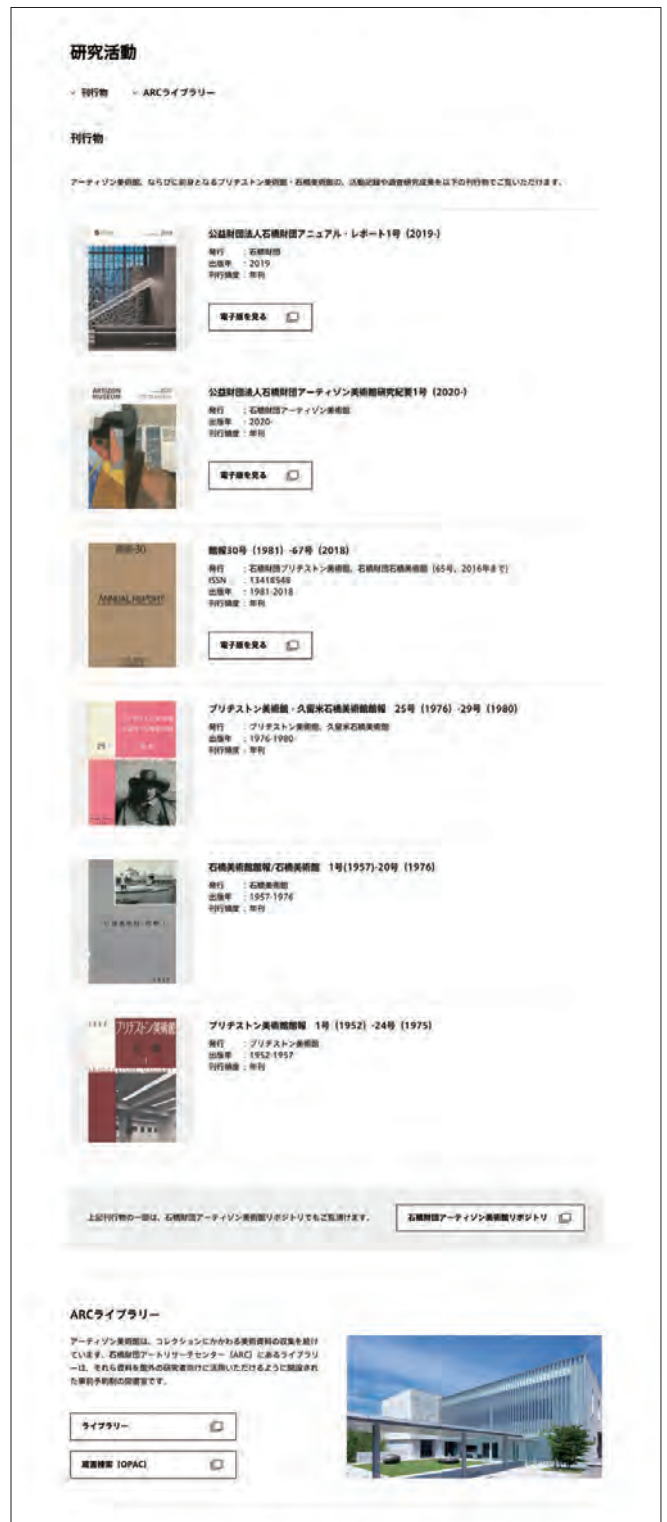 研究活動
刊行物
ARCライブラリー
刊行物
アーティゾン美術館、ならびに前身となるブリヂストン美術館・石橋美術館の、活動記録や調査研究成果を以下の刊行物でご覧いただけます。
公益財団法人石橋財団アニュアル・レポート1号（2019-）
発行　：石橋財団
出版年　：2019
刊行頻度：年刊
電子版を見る
ARTIZON
MUSEUM
公益財団法人石橋財団アーティゾン美術館研究紀要1号（2020-）
発行　：石橋財団アーティゾン美術館
出版年　：2020-
刊行頻度：年刊
電子版を見る
館報30号（1981）-67号（2018）
発行　：石橋財団ブリヂストン美術館、石橋財団石橋美術館（65号、2016年まで）
ISSN　：13418548
出版年　：1981-2018
刊行頻度：年刊
ANNUAL REPORT
電子版を見る
ブリヂストン美術館・久留米石橋美術館館報　25号（1976）-29号（1980）
発行　：ブリヂストン美術館、久留米石橋美術館
出版年　：1976-1980
刊行頻度：年刊
25
石橋美術館館報/石橋美術館　1号(1957)-20号（1976）
発行　：石橋美術館
出版年　：1957-1976
刊行頻度：年刊
ブリヂストン美術館館報　1号（1952）-24号（1975）
発行　：ブリヂストン美術館
出版年　：1952-1957
刊行頻度：年刊
ブリヂストン美術館
上記刊行物の一部は、石橋財団アーティゾン美術館リポジトリでもご覧頂けます。
石橋財団アーティゾン美術館リポジトリ
ARCライブラリー
アーティゾン美術館は、コレクションにかかわる美術資料の収集を続け
ています。石橋財団アートリサーチセンター（ARC）にあるライブラリ
ーは、それら資料を館外の研究者向けに活用いただけるように開設され
た事前予約制の図書室です。
ライブラリー
蔵書検索（OPAC）